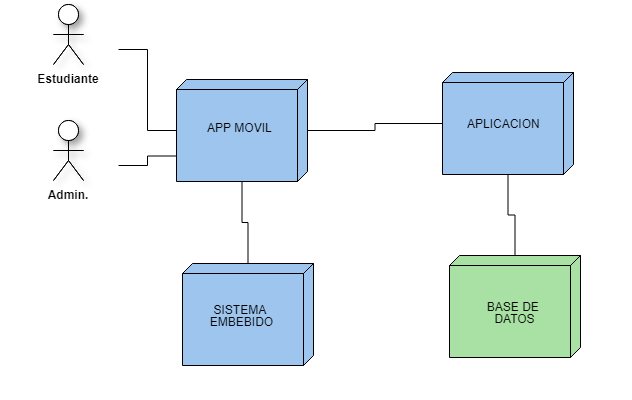 Estudiante
APP MOVIL
APLICACION
Admin.
SISTEMA
EMBEBIDO
BASE DE
DATOS